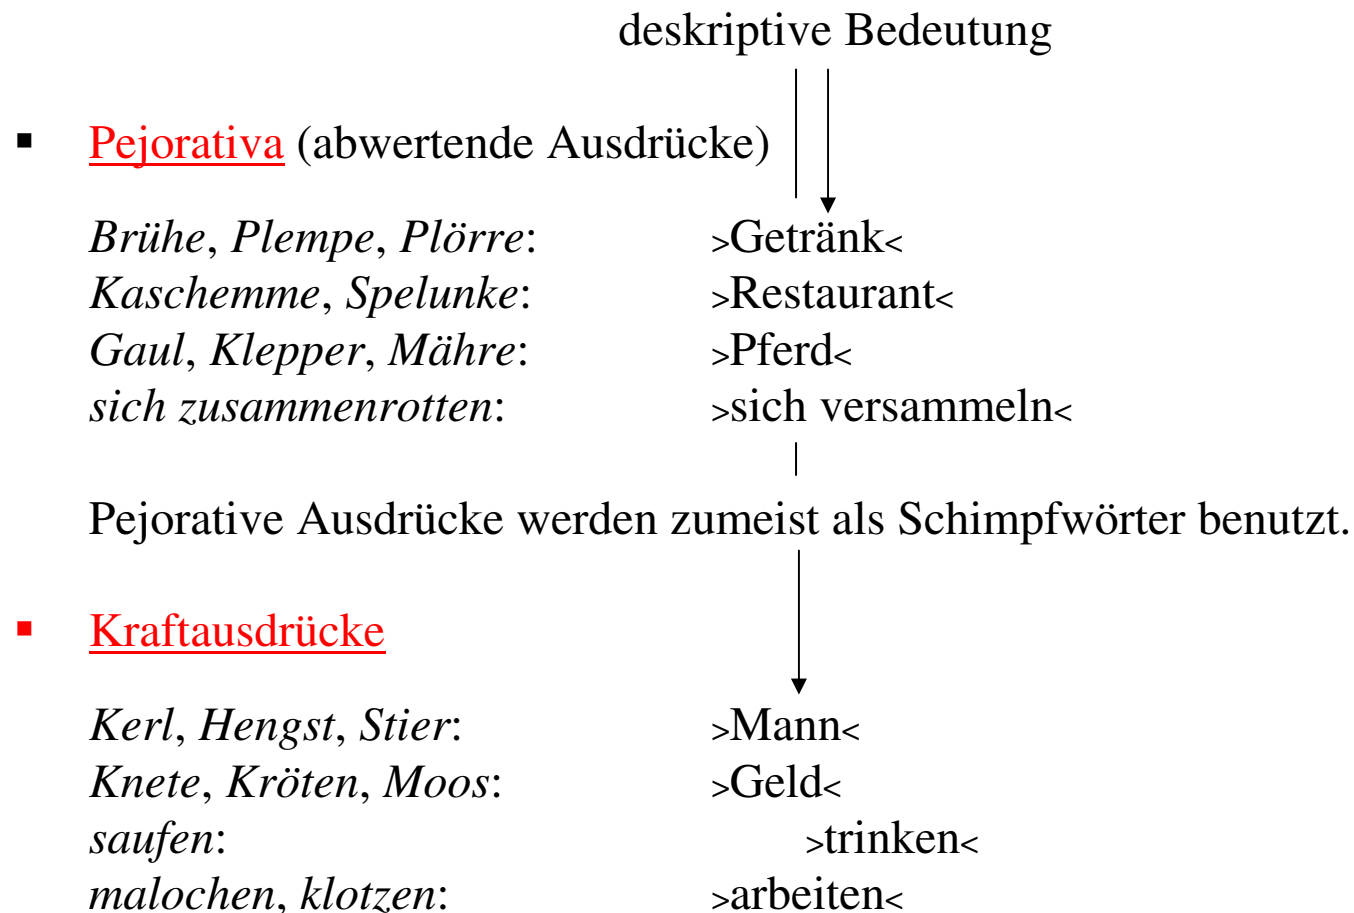 deskriptive Bedeutung
▪ Pejorativa (abwertende Ausdrücke)
Brühe, Plempe, Plörre: >Getränk<
Kaschemme, Spelunke: >Restaurant<
Gaul, Klepper, Mähre: >Pferd<
sich zusammenrotten: >sich versammeln<
Pejorative Ausdrücke werden zumeist als Schimpfwörter benutzt.
▪ Kraftausdrücke
Kerl, Hengst, Stier: >Mann<
Knete, Kröten, Moos: >Geld<
saufen: >trinken<
malochen, klotzen: >arbeiten<